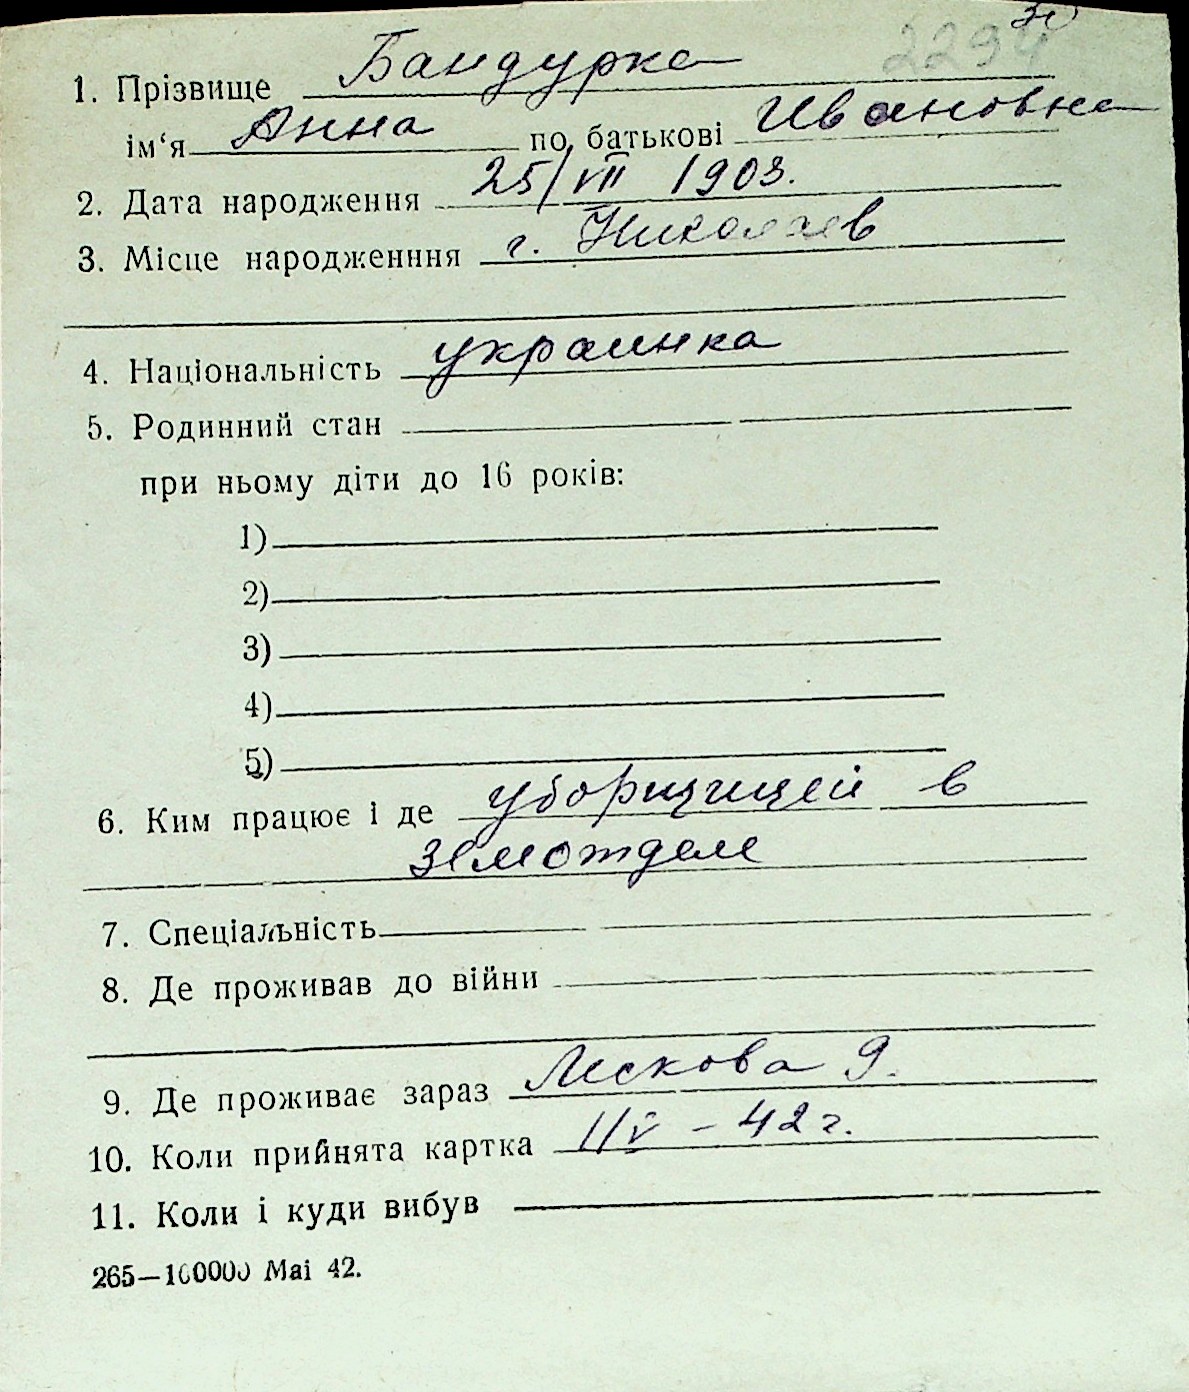 2294
1. Прізвище Бандурка
ім‘я Анна по батькові Ивановна
2. Дата народження 25/VII 1903.
3. Місце народженння г. Николаев
4. Національність украинка
5. Родинний стан
при ньому діти до 16 років:
1)
2)
3)
4)
5)
6. Ким працює і де уборщицей в
земотделе
7. Спеціальність
8. Де проживав до війни
9. Де проживає зараз Лескова 9.
10. Коли прийнята картка 1/V - 42 г.
11. Коли і куди вибув
265—100000 Mai 42.